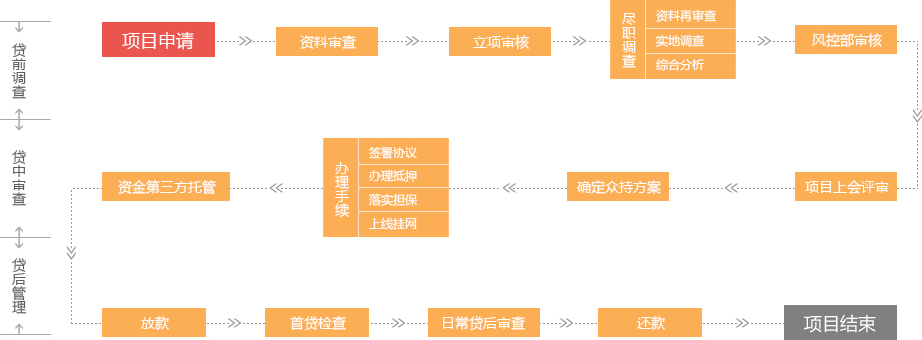 贷前调查
项目申请
资料审查
立项审核
尽职调查
资料再审查
实地调查
综合分析
风控部审核
贷中审查
资金第三方托管
办理手续
签署协议
办理抵押
落实担保
上线挂网
确定众持方案
项目上会评审
贷后管理
放款
首贷检查
日常贷后审查
还款
项目结束